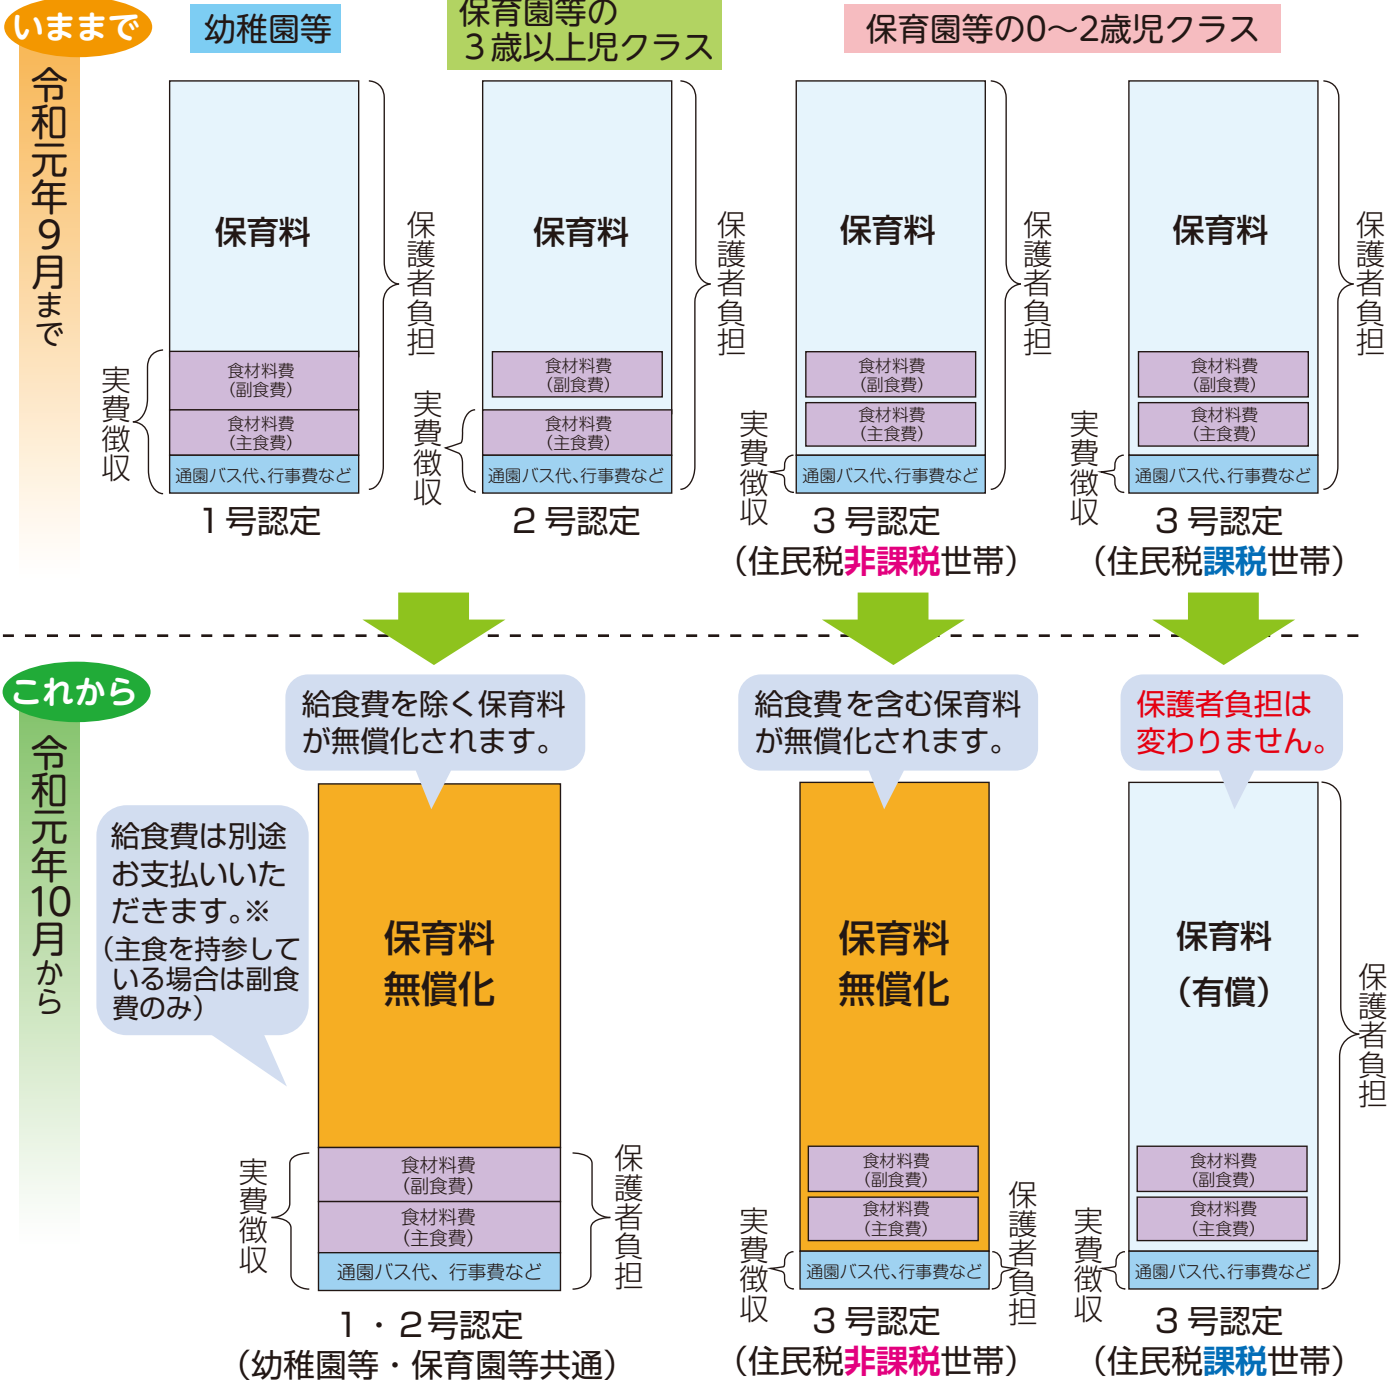 いままで
令和元年9月まで
幼稚園等
保育園等の
３歳以上児クラス
保育園等の0〜2歳児クラス
保育料
食材料費
（副食費）
食材料費
（主食費）
通園バス代、行事費など
実費徴収
保護者負担
１号認定
保育料
食材料費
（副食費）
食材料費
（主食費）
通園バス代、行事費など
実費徴収
保護者負担
２号認定
保育料
食材料費
（副食費）
食材料費
（主食費）
通園バス代、行事費など
実費徴収
保護者負担
３号認定
（住民税非課税世帯）
保育料
食材料費
（副食費）
食材料費
（主食費）
通園バス代、行事費など
実費徴収
保護者負担
３号認定
（住民税課税世帯）
これから
令和元年10月から
給食費を除く保育料
が無償化されます。
給食費は別途
お支払いいた
だきます。※
（主食を持参して
いる場合は副食
費のみ）
保育料
無償化
食材料費
（副食費）
食材料費
（主食費）
通園バス代、行事費など
実費徴収
保護者負担
１・２号認定
（幼稚園等・保育園等共通）
給食費を含む保育料
が無償化されます。
保育料
無償化
食材料費
（副食費）
食材料費
（主食費）
通園バス代、行事費など
実費徴収
保護者負担
３号認定
（住民税非課税世帯）
保護者負担は
変わりません。
保育料
（有償）
食材料費
（副食費）
食材料費
（主食費）
通園バス代、行事費など
実費徴収
保護者負担
３号認定
（住民税課税世帯）